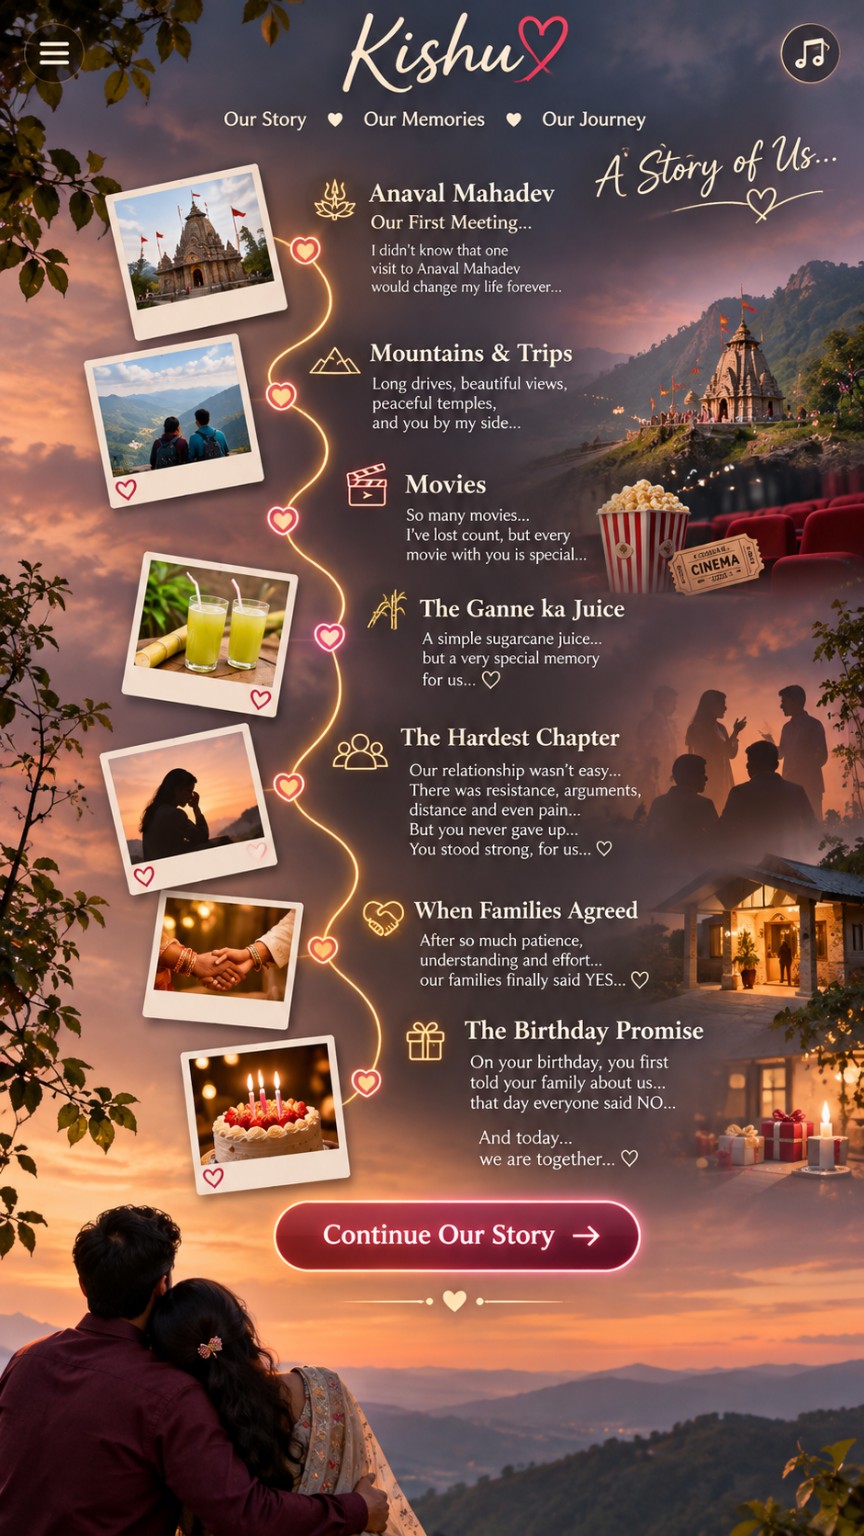 Kishu
Our Story ♥ Our Memories ♥ Our Journey
A Story of Us...
Anaval Mahadev
Our First Meeting...
I didn't know that one
visit to Anaval Mahadev
would change my life forever...
Mountains & Trips
Long drives, beautiful views,
peaceful temples,
and you by my side...
Movies
So many movies...
I've lost count, but every
movie with you is special...
CINEMA
The Ganne ka Juice
A simple sugarcane juice...
but a very special memory
for us... ♡
The Hardest Chapter
Our relationship wasn't easy...
There was resistance, arguments,
distance and even pain...
But you never gave up...
You stood strong, for us... ♡
When Families Agreed
After so much patience,
understanding and effort...
our families finally said YES... ♡
The Birthday Promise
On your birthday, you first
told your family about us...
that day everyone said NO...
And today...
we are together... ♡
Continue Our Story →